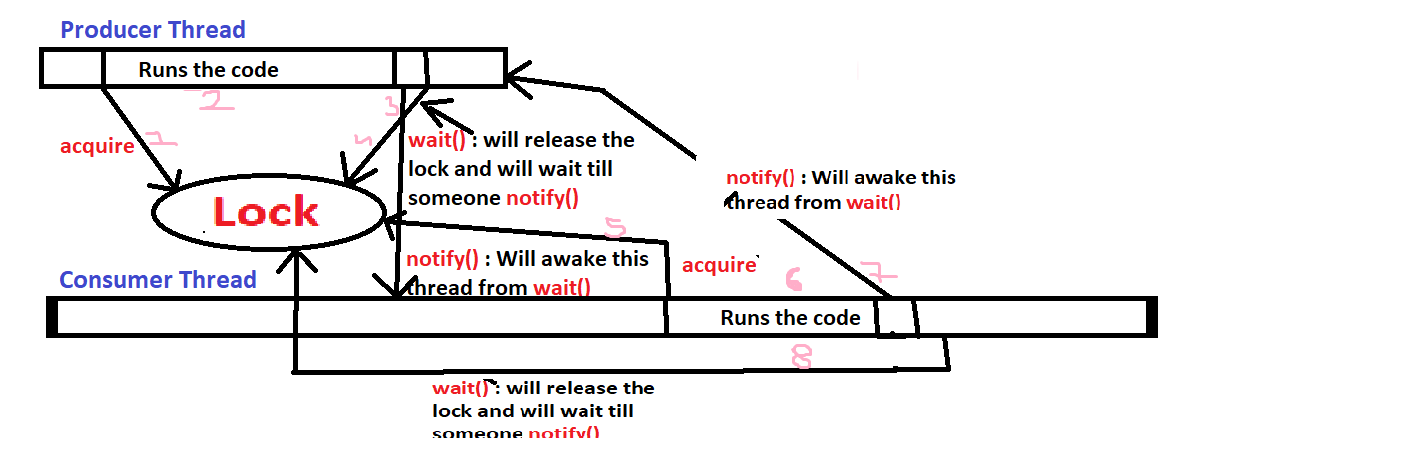 Producer Thread
Runs the code
2
3
acquire
1
4
wait() : will release the
lock and will wait till
someone notify()
notify() : Will awake this
thread from wait()
Lock
5
notify() : Will awake this
thread from wait()
acquire
6
7
Consumer Thread
Runs the code
8
wait() : will release the
lock and will wait till
someone notify()